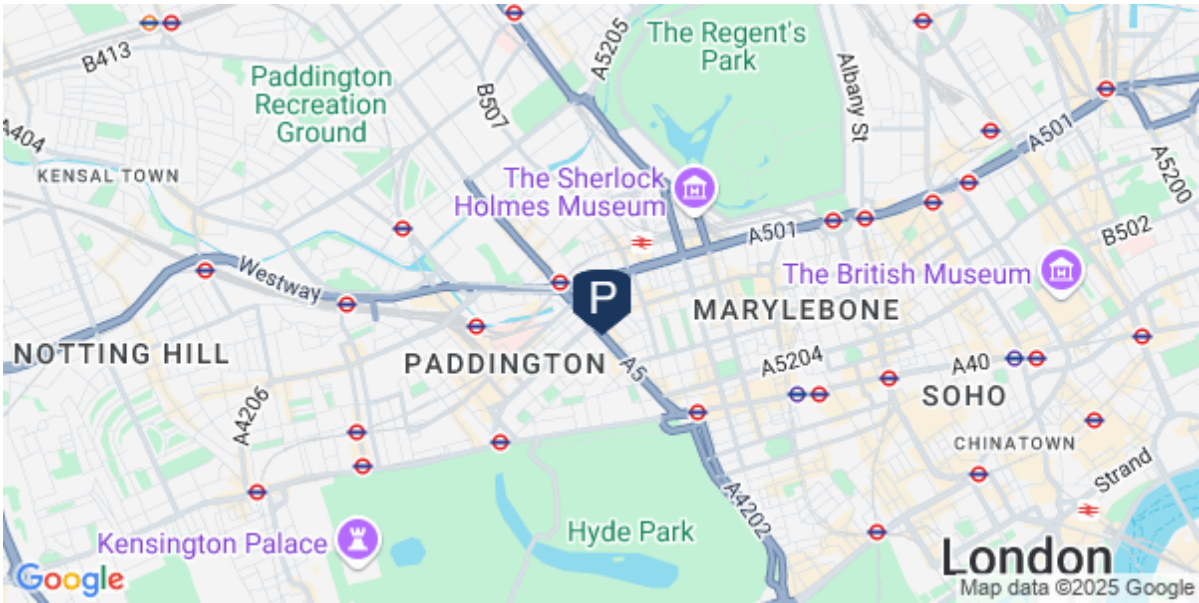 B413
A5205
The Regent's
Park
Albany St
Paddington
Recreation
Ground
B507
A404
A501
KENSAL TOWN
The Sherlock
Holmes Museum
A5200
A501
B502
Westway
P
The British Museum
MARYLEBONE
NOTTING HILL
PADDINGTON
A5
A5204
A40
SOHO
A4206
CHINATOWN
Strand
A4202
Kensington Palace
Hyde Park
London
Google
Map data ©2025 Google